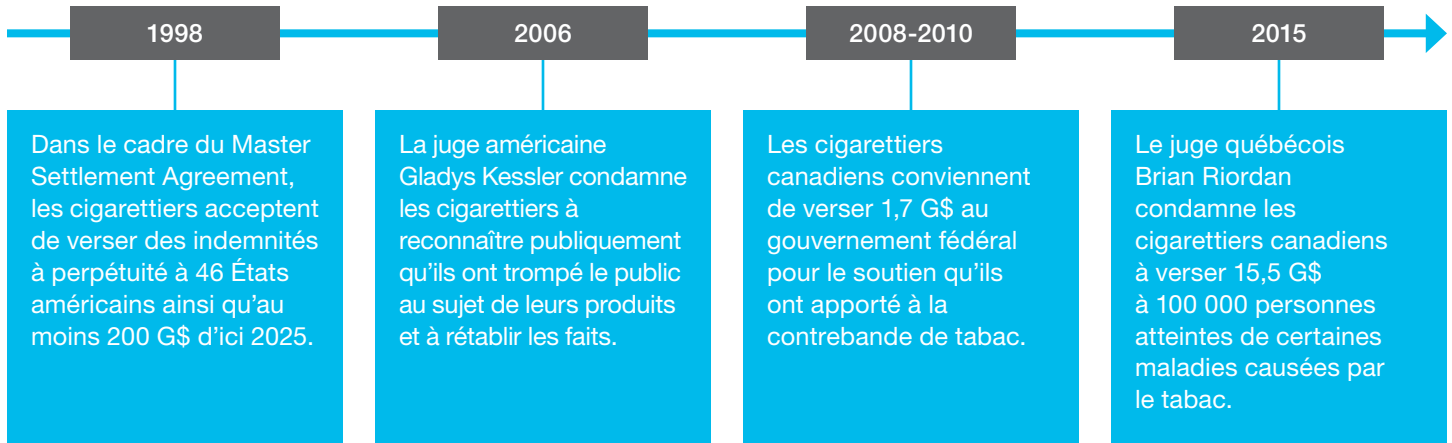 1998
2006
2008-2010
2015
Dans le cadre du Master
Settlement Agreement,
les cigarettiers acceptent
de verser des indemnités
à perpétuité à 46 États
américains ainsi qu’au
moins 200 G$ d’ici 2025.
La juge américaine
Gladys Kessler condamne
les cigarettiers à
reconnaître publiquement
qu’ils ont trompé le public
au sujet de leurs produits
et à rétablir les faits.
Les cigarettiers
canadiens conviennent
de verser 1,7 G$ au
gouvernement fédéral
pour le soutien qu’ils
ont apporté à la
contrebande de tabac.
Le juge québécois
Brian Riordan
condamne les
cigarettiers canadiens
à verser 15,5 G$
à 100 000 personnes
atteintes de certaines
maladies causées par
le tabac.